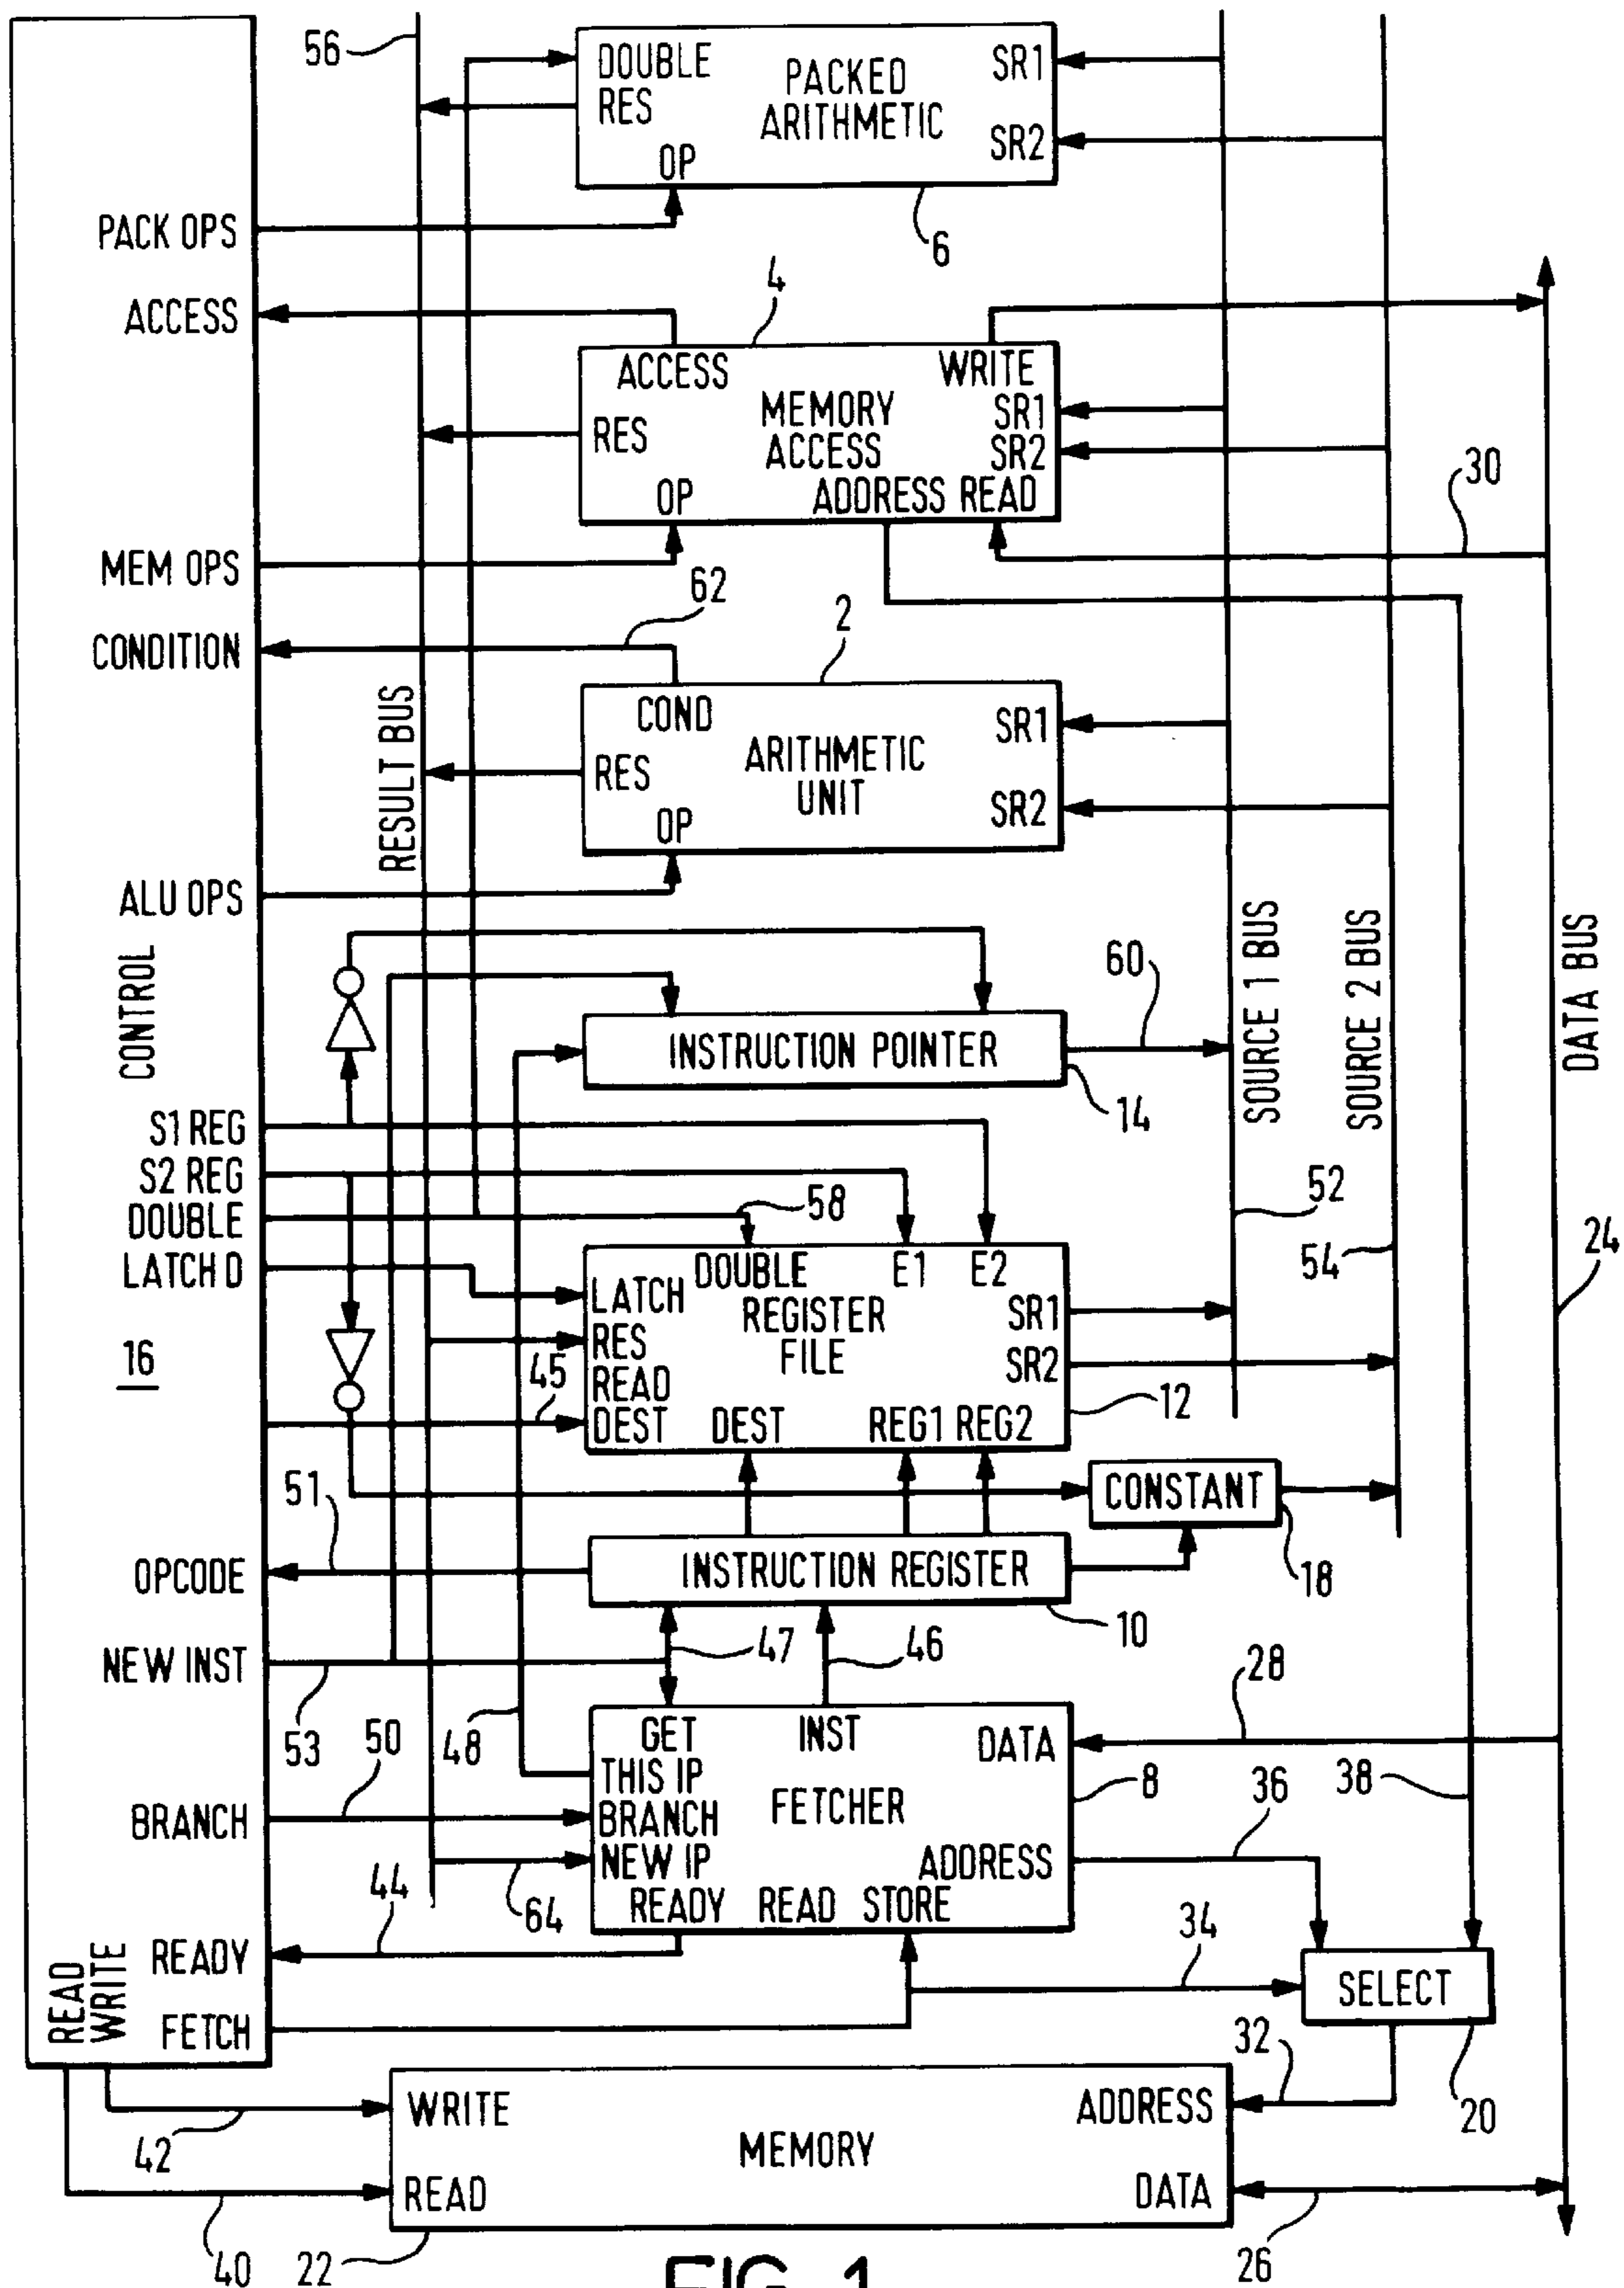 56
DOUBLE
RES
PACKED
ARITHMETIC
SR1
SR2
OP
PACK OPS
6
4
ACCESS
ACCESS
WRITE
MEMORY
ACCESS
SR1
SR2
RES
OP
ADDRESS READ
30
MEM OPS
62
2
CONDITION
COND
SR1
RES
ARITHMETIC
UNIT
SR2
OP
RESULT BUS
ALU OPS
CONTROL
60
SOURCE 1 BUS
SOURCE 2 BUS
DATA BUS
INSTRUCTION POINTER
14
S1 REG
S2 REG
DOUBLE
LATCH D
58
52
54
24
DOUBLE
E1 E2
LATCH
REGISTER
FILE
SR1
RES
SR2
READ
16
45
12
DEST
DEST
REG1 REG2
51
CONSTANT
18
OPCODE
INSTRUCTION REGISTER
10
NEW INST
47
46
28
53
50
48
GET
INST
DATA
THIS IP
8
36
38
BRANCH
BRANCH
FETCHER
NEW IP
ADDRESS
44
64
READY READ STORE
34
READY
SELECT
READ
WRITE
FETCH
32
20
WRITE
ADDRESS
42
MEMORY
READ
DATA
40
22
26
FIG. 1